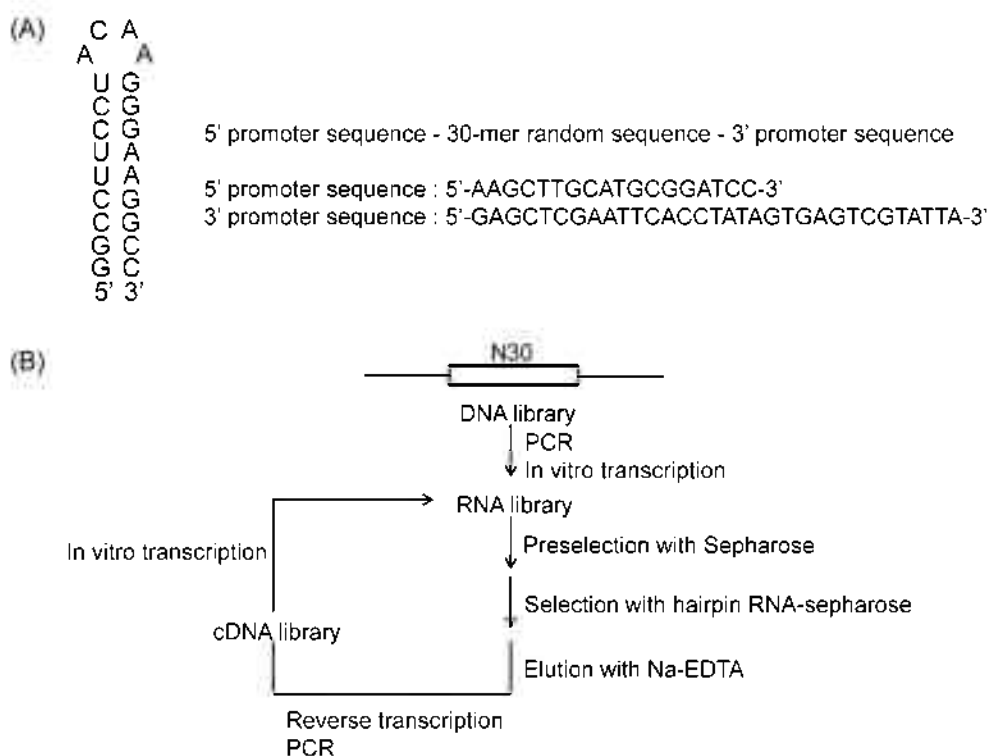 (A)
C A
A A
U G
C G
C G
U A
U A
C G
C G
G C
G C
5' 3'
5' promoter sequence - 30-mer random sequence - 3' promoter sequence
5' promoter sequence : 5'-AAGCTTGCATGCGGATCC-3'
3' promoter sequence : 5'-GAGCTCGAATTCACCTATAGTGAGTCGTATTA-3'
(B)
N30
DNA library
PCR
In vitro transcription
RNA library
In vitro transcription
Preselection with Sepharose
Selection with hairpin RNA-sepharose
cDNA library
Elution with Na-EDTA
Reverse transcription
PCR